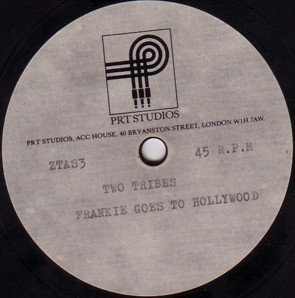 PRT STUDIOS
PRT STUDIOS, ACC HOUSE, 40 BRYANSTON STREET, LONDON W1H 7AW.
ZTAS3
45 R.P.M
TWO TRIBES
FRANKIE GOES TO HOLLYWOOD